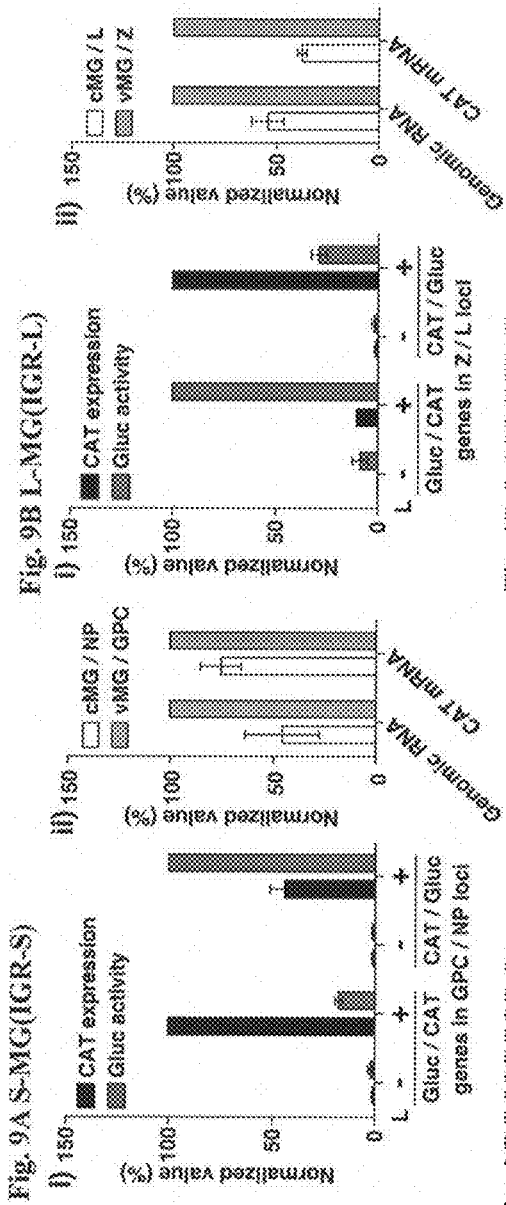 Fig. 9A S-MG(IGR-S)
i)
150
100
50
0
Normalized value (%)
CAT expression
Gluc activity
L - + - +
Gluc / CAT CAT / Gluc
genes in GPC / NP loci
ii)
150
100
50
0
Normalized value (%)
cMG / NP
vMG / GPC
Genomic RNA
CAT mRNA
Fig. 9B L-MG(IGR-L)
i)
150
100
50
0
Normalized value (%)
CAT expression
Gluc activity
L - + - +
Gluc / CAT CAT / Gluc
genes in Z / L loci
ii)
150
100
50
0
Normalized value (%)
cMG / L
vMG / Z
Genomic RNA
CAT mRNA